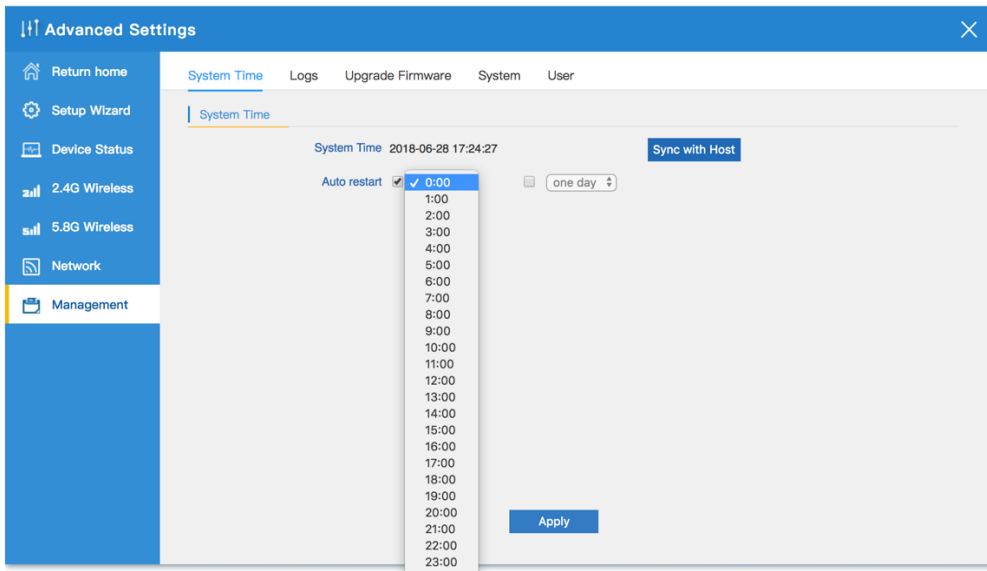 Advanced Settings
Return home
Setup Wizard
Device Status
2.4G Wireless
5.8G Wireless
Network
Management
System Time Logs Upgrade Firmware System User
System Time
System Time 2018-06-28 17:24:27 Sync with Host
Auto restart 0:00 one day
1:00
2:00
3:00
4:00
5:00
6:00
7:00
8:00
9:00
10:00
11:00
12:00
13:00
14:00
15:00
16:00
17:00
18:00
19:00
20:00
21:00
22:00
23:00
Apply